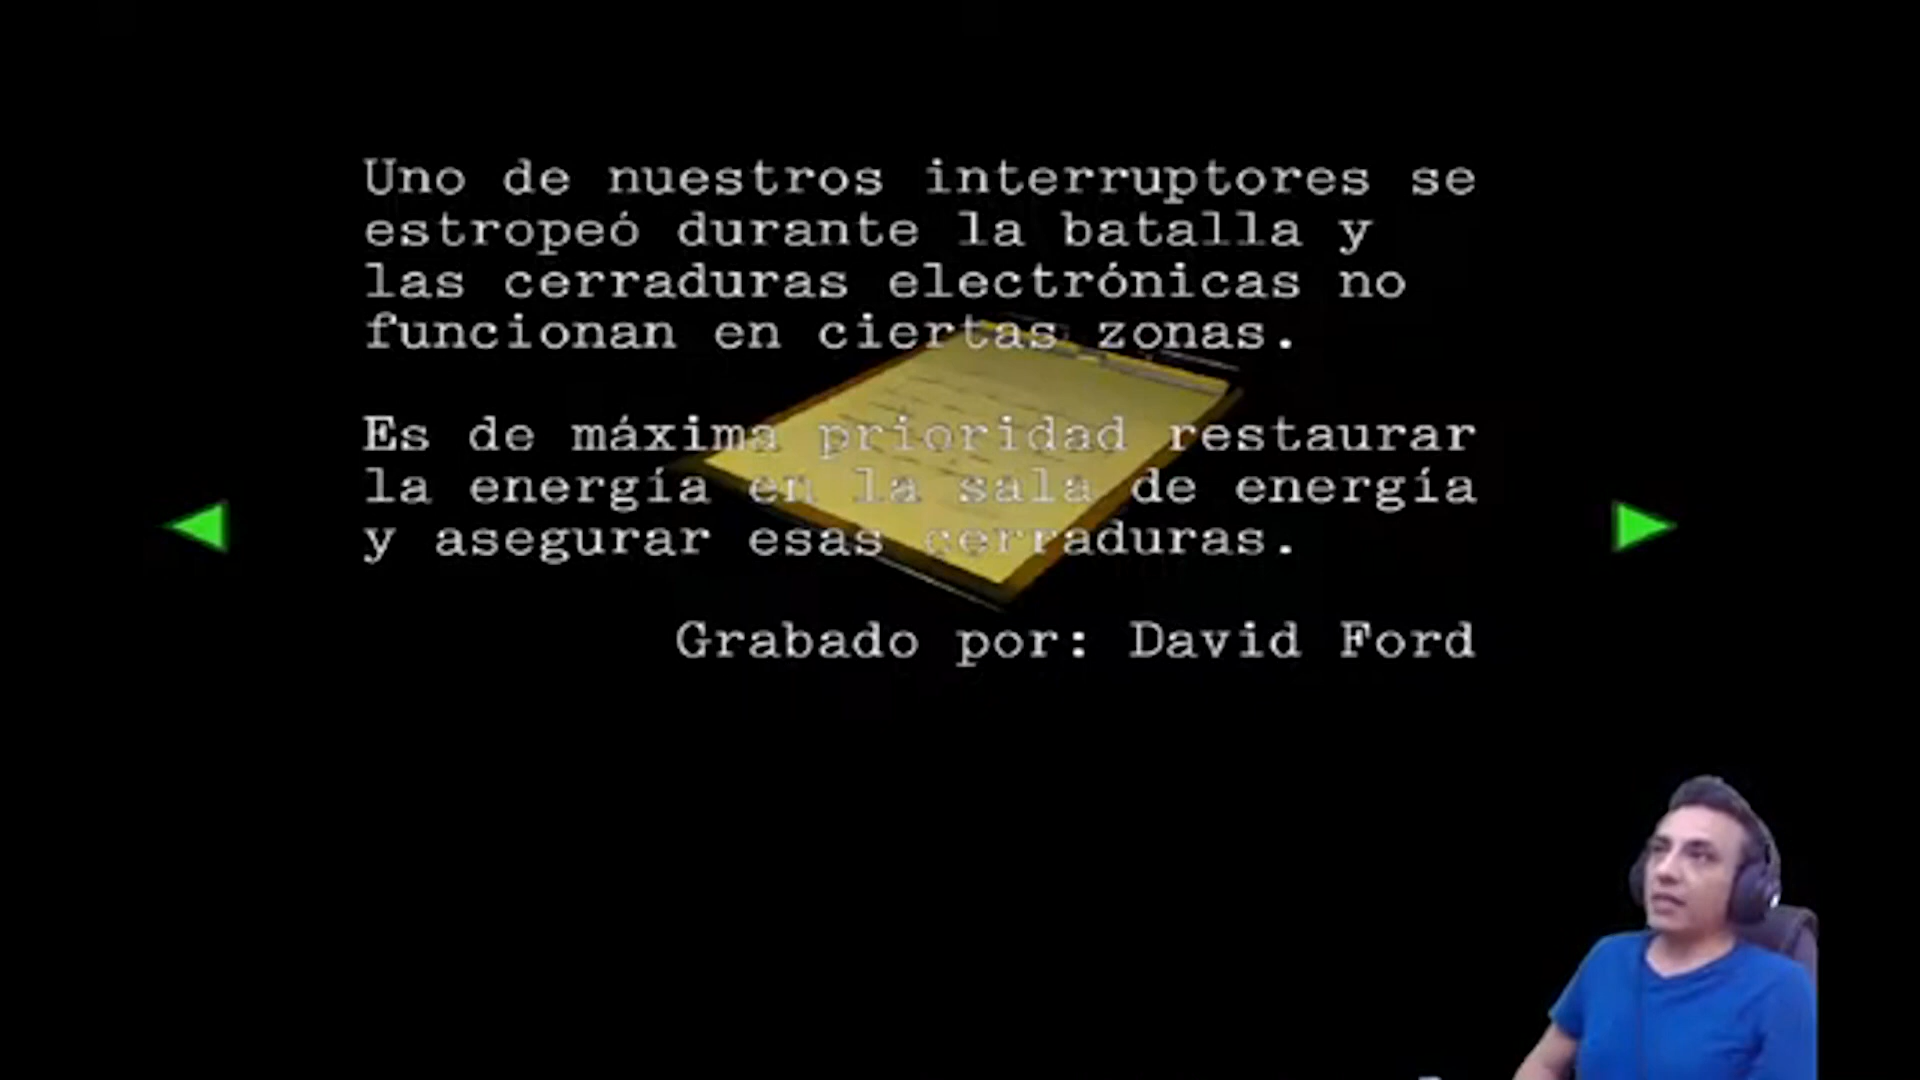 Uno de nuestros interruptores se
estropeó durante la batalla y
las cerraduras electrónicas no
funcionan en ciertas zonas.
Es de máxima prioridad restaurar
la energía en la sala de energía
y asegurar esas cerraduras.
Grabado por: David Ford